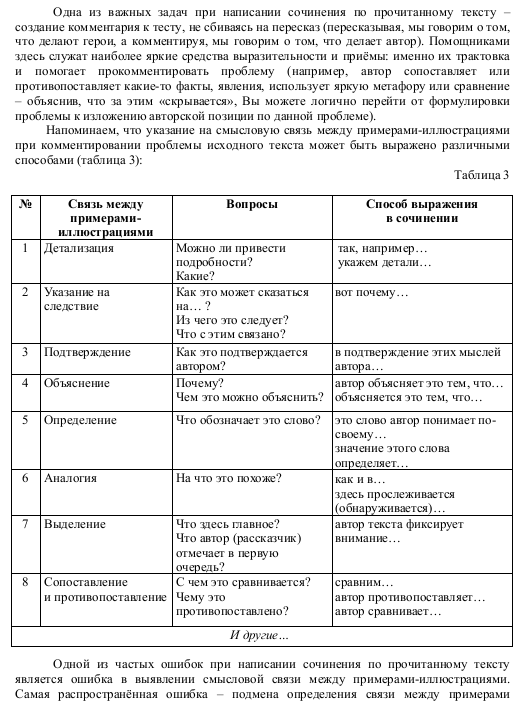 Одна из важных задач при написании сочинения по прочитанному тексту –
создание комментария к тесту, не сбиваясь на пересказ (пересказывая, мы говорим о том,
что делают герои, а комментируя, мы говорим о том, что делает автор). Помощниками
здесь служат наиболее яркие средства выразительности и приёмы: именно их трактовка
и помогает прокомментировать проблему (например, автор сопоставляет или
противопоставляет какие-то факты, явления, использует яркую метафору или сравнение
– объяснив, что за этим «скрывается», Вы можете логично перейти от формулировки
проблемы к изложению авторской позиции по данной проблеме).
Напоминаем, что указание на смысловую связь между примерами-иллюстрациями
при комментировании проблемы исходного текста может быть выражено различными
способами (таблица 3):
Таблица 3
№ Связь между примерами-иллюстрациями Вопросы Способ выражения в сочинении
1 Детализация Можно ли привести подробности? Какие? так, например… укажем детали…
2 Указание на следствие Как это может сказаться на… ? Из чего это следует? Что с этим связано? вот почему…
3 Подтверждение Как это подтверждается автором? в подтверждение этих мыслей автора…
4 Объяснение Почему? Чем это можно объяснить? автор объясняет это тем, что… объясняется это тем, что…
5 Определение Что обозначает это слово? это слово автор понимает по-своему… значение этого слова определяет…
6 Аналогия На что это похоже? как и в… здесь прослеживается (обнаруживается)…
7 Выделение Что здесь главное? Что автор (рассказчик) отмечает в первую очередь? автор текста фиксирует внимание…
8 Сопоставление и противопоставление С чем это сравнивается? Чему это противопоставлено? сравним… автор противопоставляет… автор сравнивает…
И другие…
Одной из частых ошибок при написании сочинения по прочитанному тексту
является ошибка в выявлении смысловой связи между примерами-иллюстрациями.
Самая распространённая ошибка – подмена определения связи между примерами